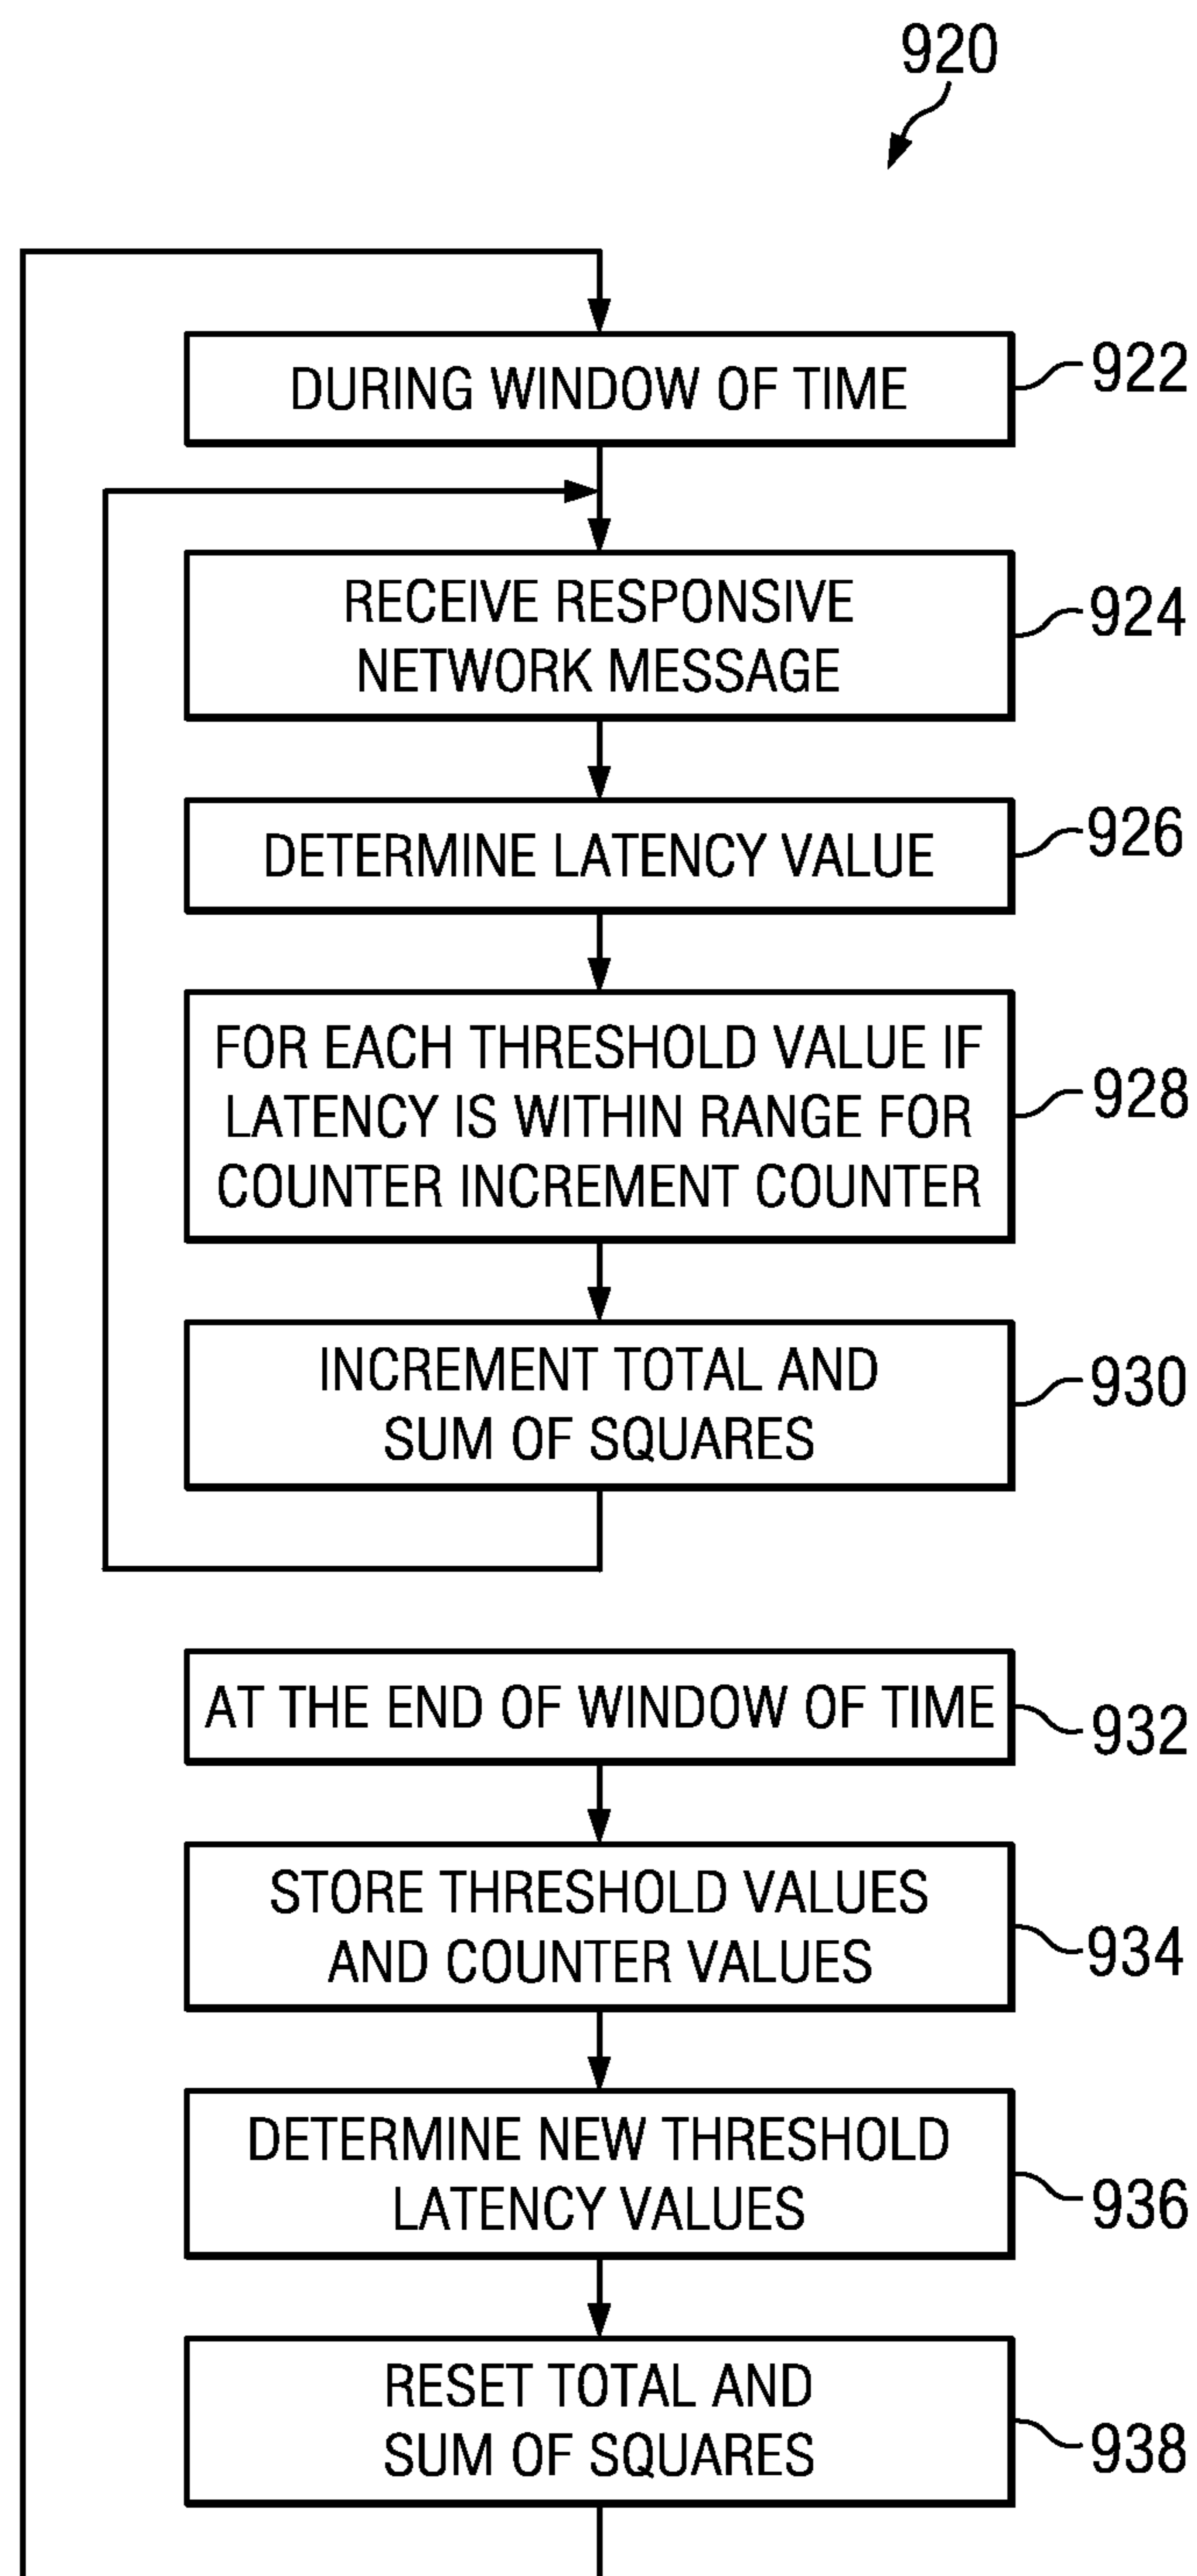 920
DURING WINDOW OF TIME
922
RECEIVE RESPONSIVE
NETWORK MESSAGE
924
DETERMINE LATENCY VALUE
926
FOR EACH THRESHOLD VALUE IF
LATENCY IS WITHIN RANGE FOR
COUNTER INCREMENT COUNTER
928
INCREMENT TOTAL AND
SUM OF SQUARES
930
AT THE END OF WINDOW OF TIME
932
STORE THRESHOLD VALUES
AND COUNTER VALUES
934
DETERMINE NEW THRESHOLD
LATENCY VALUES
936
RESET TOTAL AND
SUM OF SQUARES
938